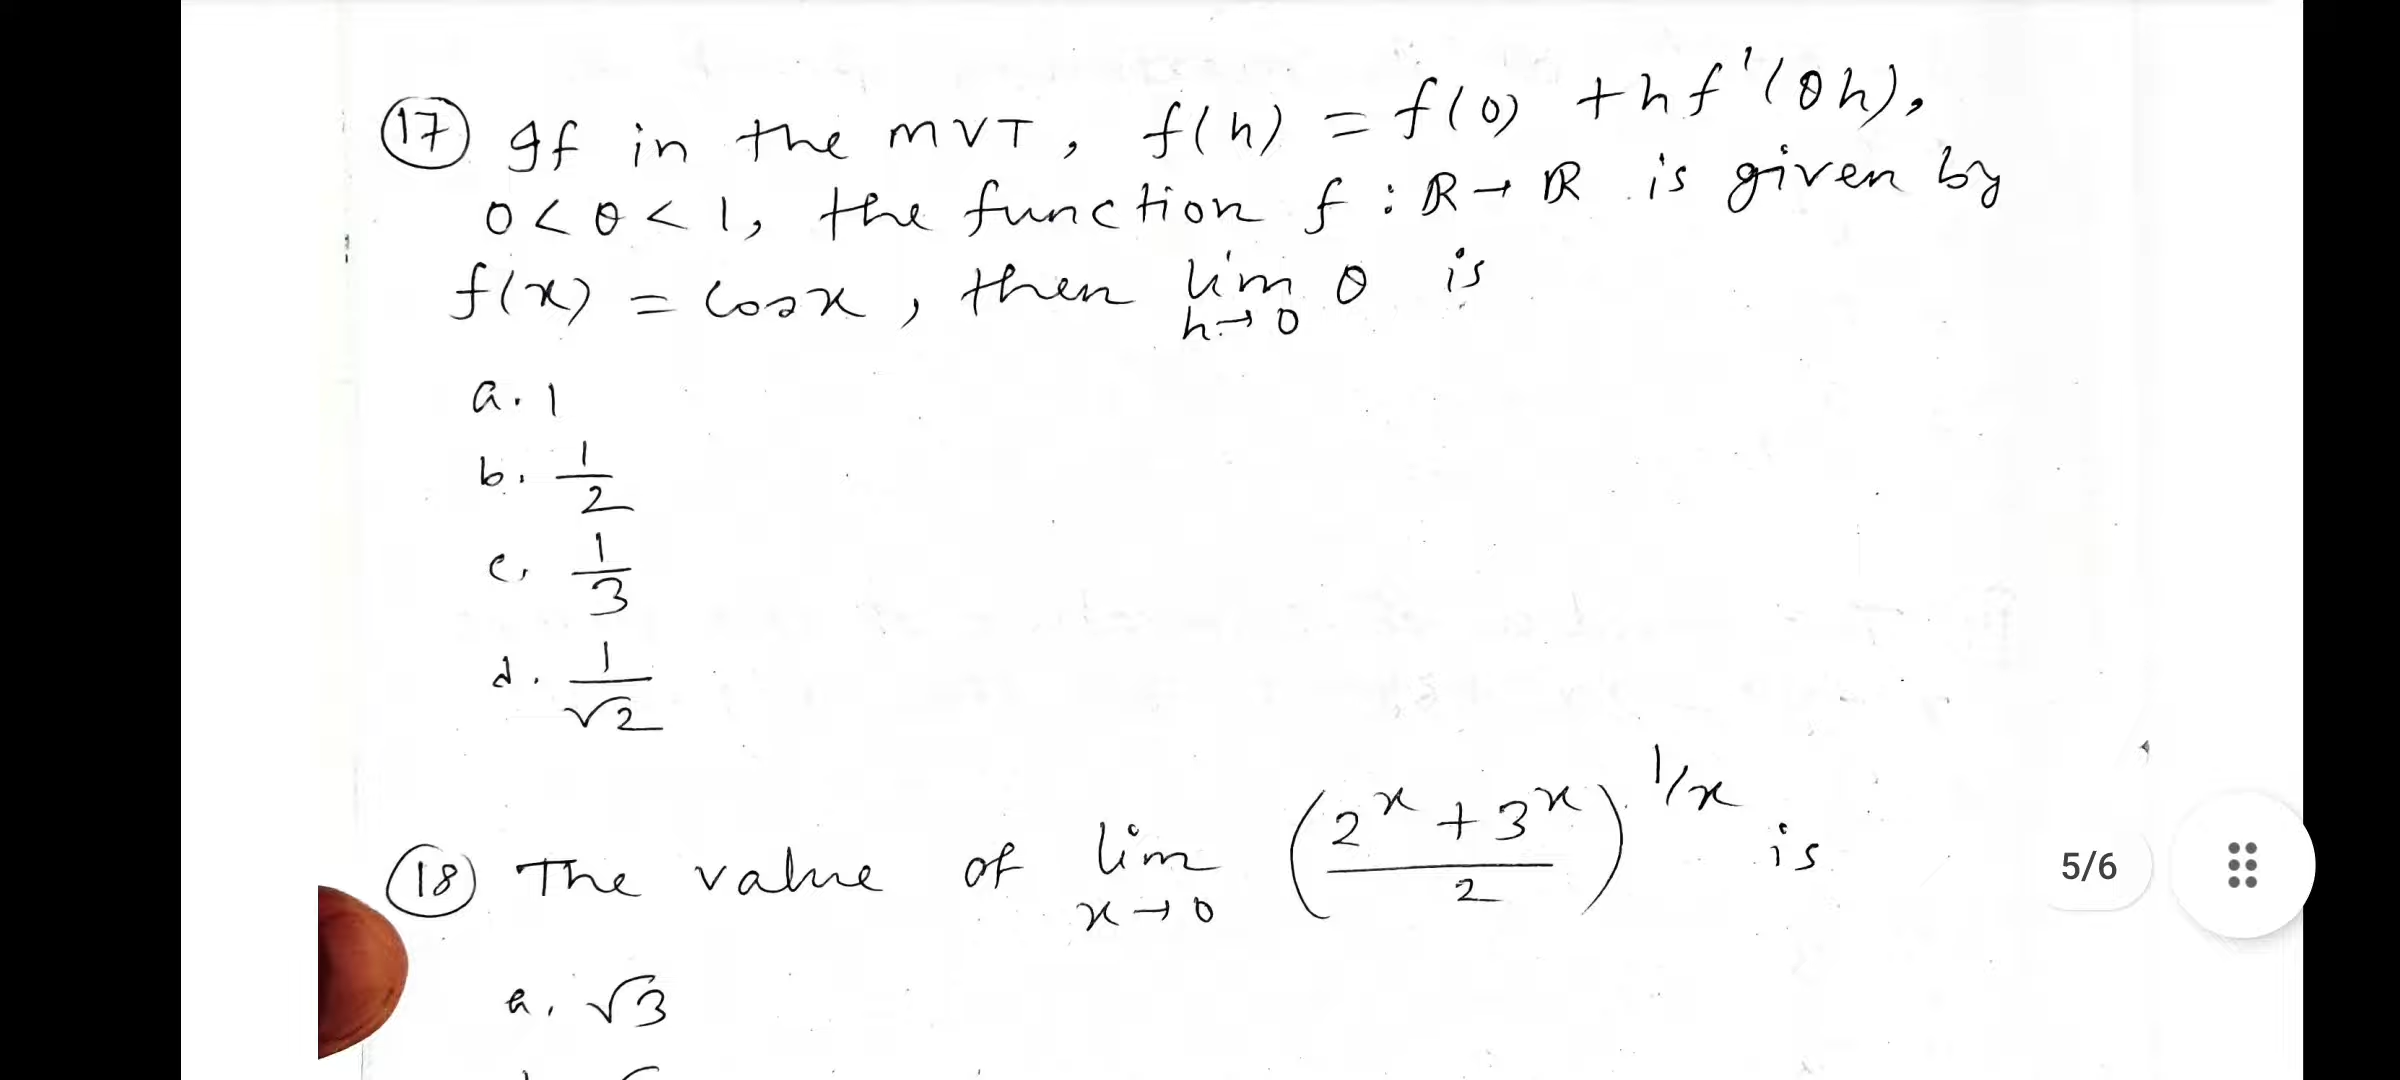 17 If in the MVT, f(h) = f(0) + h f'(θh),
0 < θ < 1, the function f : ℝ → ℝ is given by
f(x) = cos x, then lim θ is
h→0
a. 1
b. 1/2
c. 1/3
d. 1/√2
18 The value of lim ((2^x + 3^x)/2)^(1/x) is
x→0
5/6
a. √3